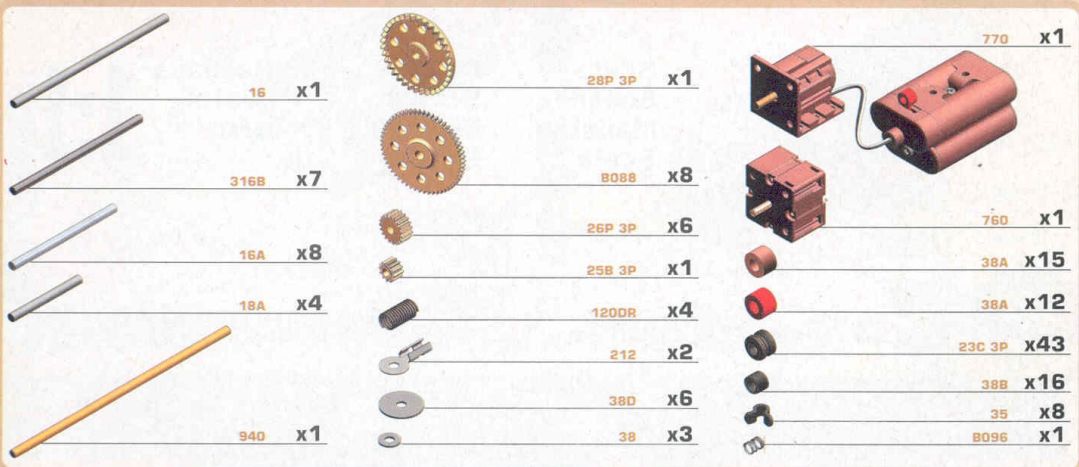 16 x1
316B x7
16A x8
18A x4
940 x1
28P 3P x1
B088 x8
26P 3P x6
25B 3P x1
120DR x4
212 x2
38D x6
38 x3
770 x1
760 x1
38A x15
38A x12
23C 3P x43
38B x16
35 x8
B096 x1